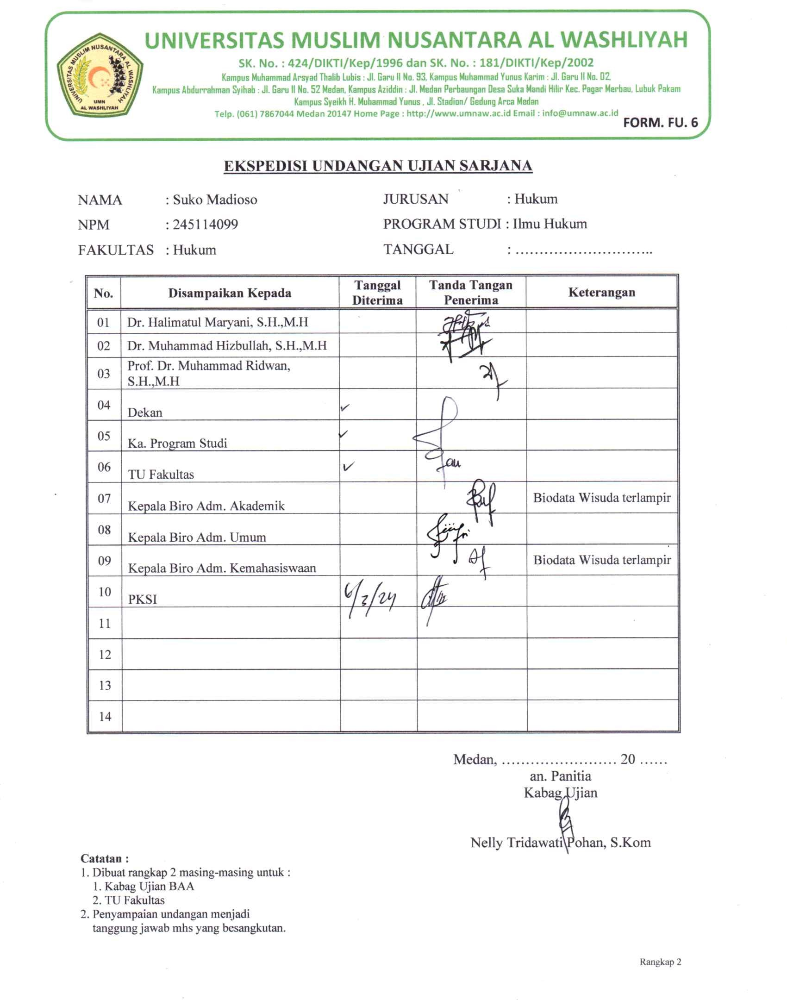 UNIVERSITAS MUSLIM NUSANTARA AL WASHLIYAH
UMN
AL WASHLIYAH
UNIVERSITAS MUSLIM NUSANTARA AL WASHLIYAH
SK. No. : 424/DIKTI/Kep/1996 dan SK. No. : 181/DIKTI/Kep/2002
Kampus Muhammad Arsyad Thalib Lubis : Jl. Garu II No. 93, Kampus Muhammad Yunus Karim : Jl. Garu II No. 02,
Kampus Abdurrahman Syihab : Jl. Garu II No. 52 Medan, Kampus Aziddin : Jl. Medan Perbaungan Desa Suka Mandi Hilir Kec. Pagar Merbau, Lubuk Pakam
Kampus Syeikh H. Muhammad Yunus , Jl. Stadion/ Gedung Arca Medan
Telp. (061) 7867044 Medan 20147 Home Page : http://www.umnaw.ac.id Email : info@umnaw.ac.id
FORM. FU. 6
EKSPEDISI UNDANGAN UJIAN SARJANA
NAMA : Suko Madioso JURUSAN : Hukum
NPM : 245114099 PROGRAM STUDI : Ilmu Hukum
FAKULTAS : Hukum TANGGAL : ................................
No. Disampaikan Kepada Tanggal Diterima Tanda Tangan Penerima Keterangan
01 Dr. Halimatul Maryani, S.H.,M.H
02 Dr. Muhammad Hizbullah, S.H.,M.H
03 Prof. Dr. Muhammad Ridwan,
S.H.,M.H
04 Dekan ✓
05 Ka. Program Studi ✓
06 TU Fakultas ✓
07 Kepala Biro Adm. Akademik Biodata Wisuda terlampir
08 Kepala Biro Adm. Umum
09 Kepala Biro Adm. Kemahasiswaan Biodata Wisuda terlampir
10 PKSI 6/3/24
11
12
13
14
Medan, ........................... 20 ......
an. Panitia
Kabag Ujian
Nelly Tridawati Pohan, S.Kom
Catatan :
1. Dibuat rangkap 2 masing-masing untuk :
1. Kabag Ujian BAA
2. TU Fakultas
2. Penyampaian undangan menjadi
tanggung jawab mhs yang besangkutan.
Rangkap 2